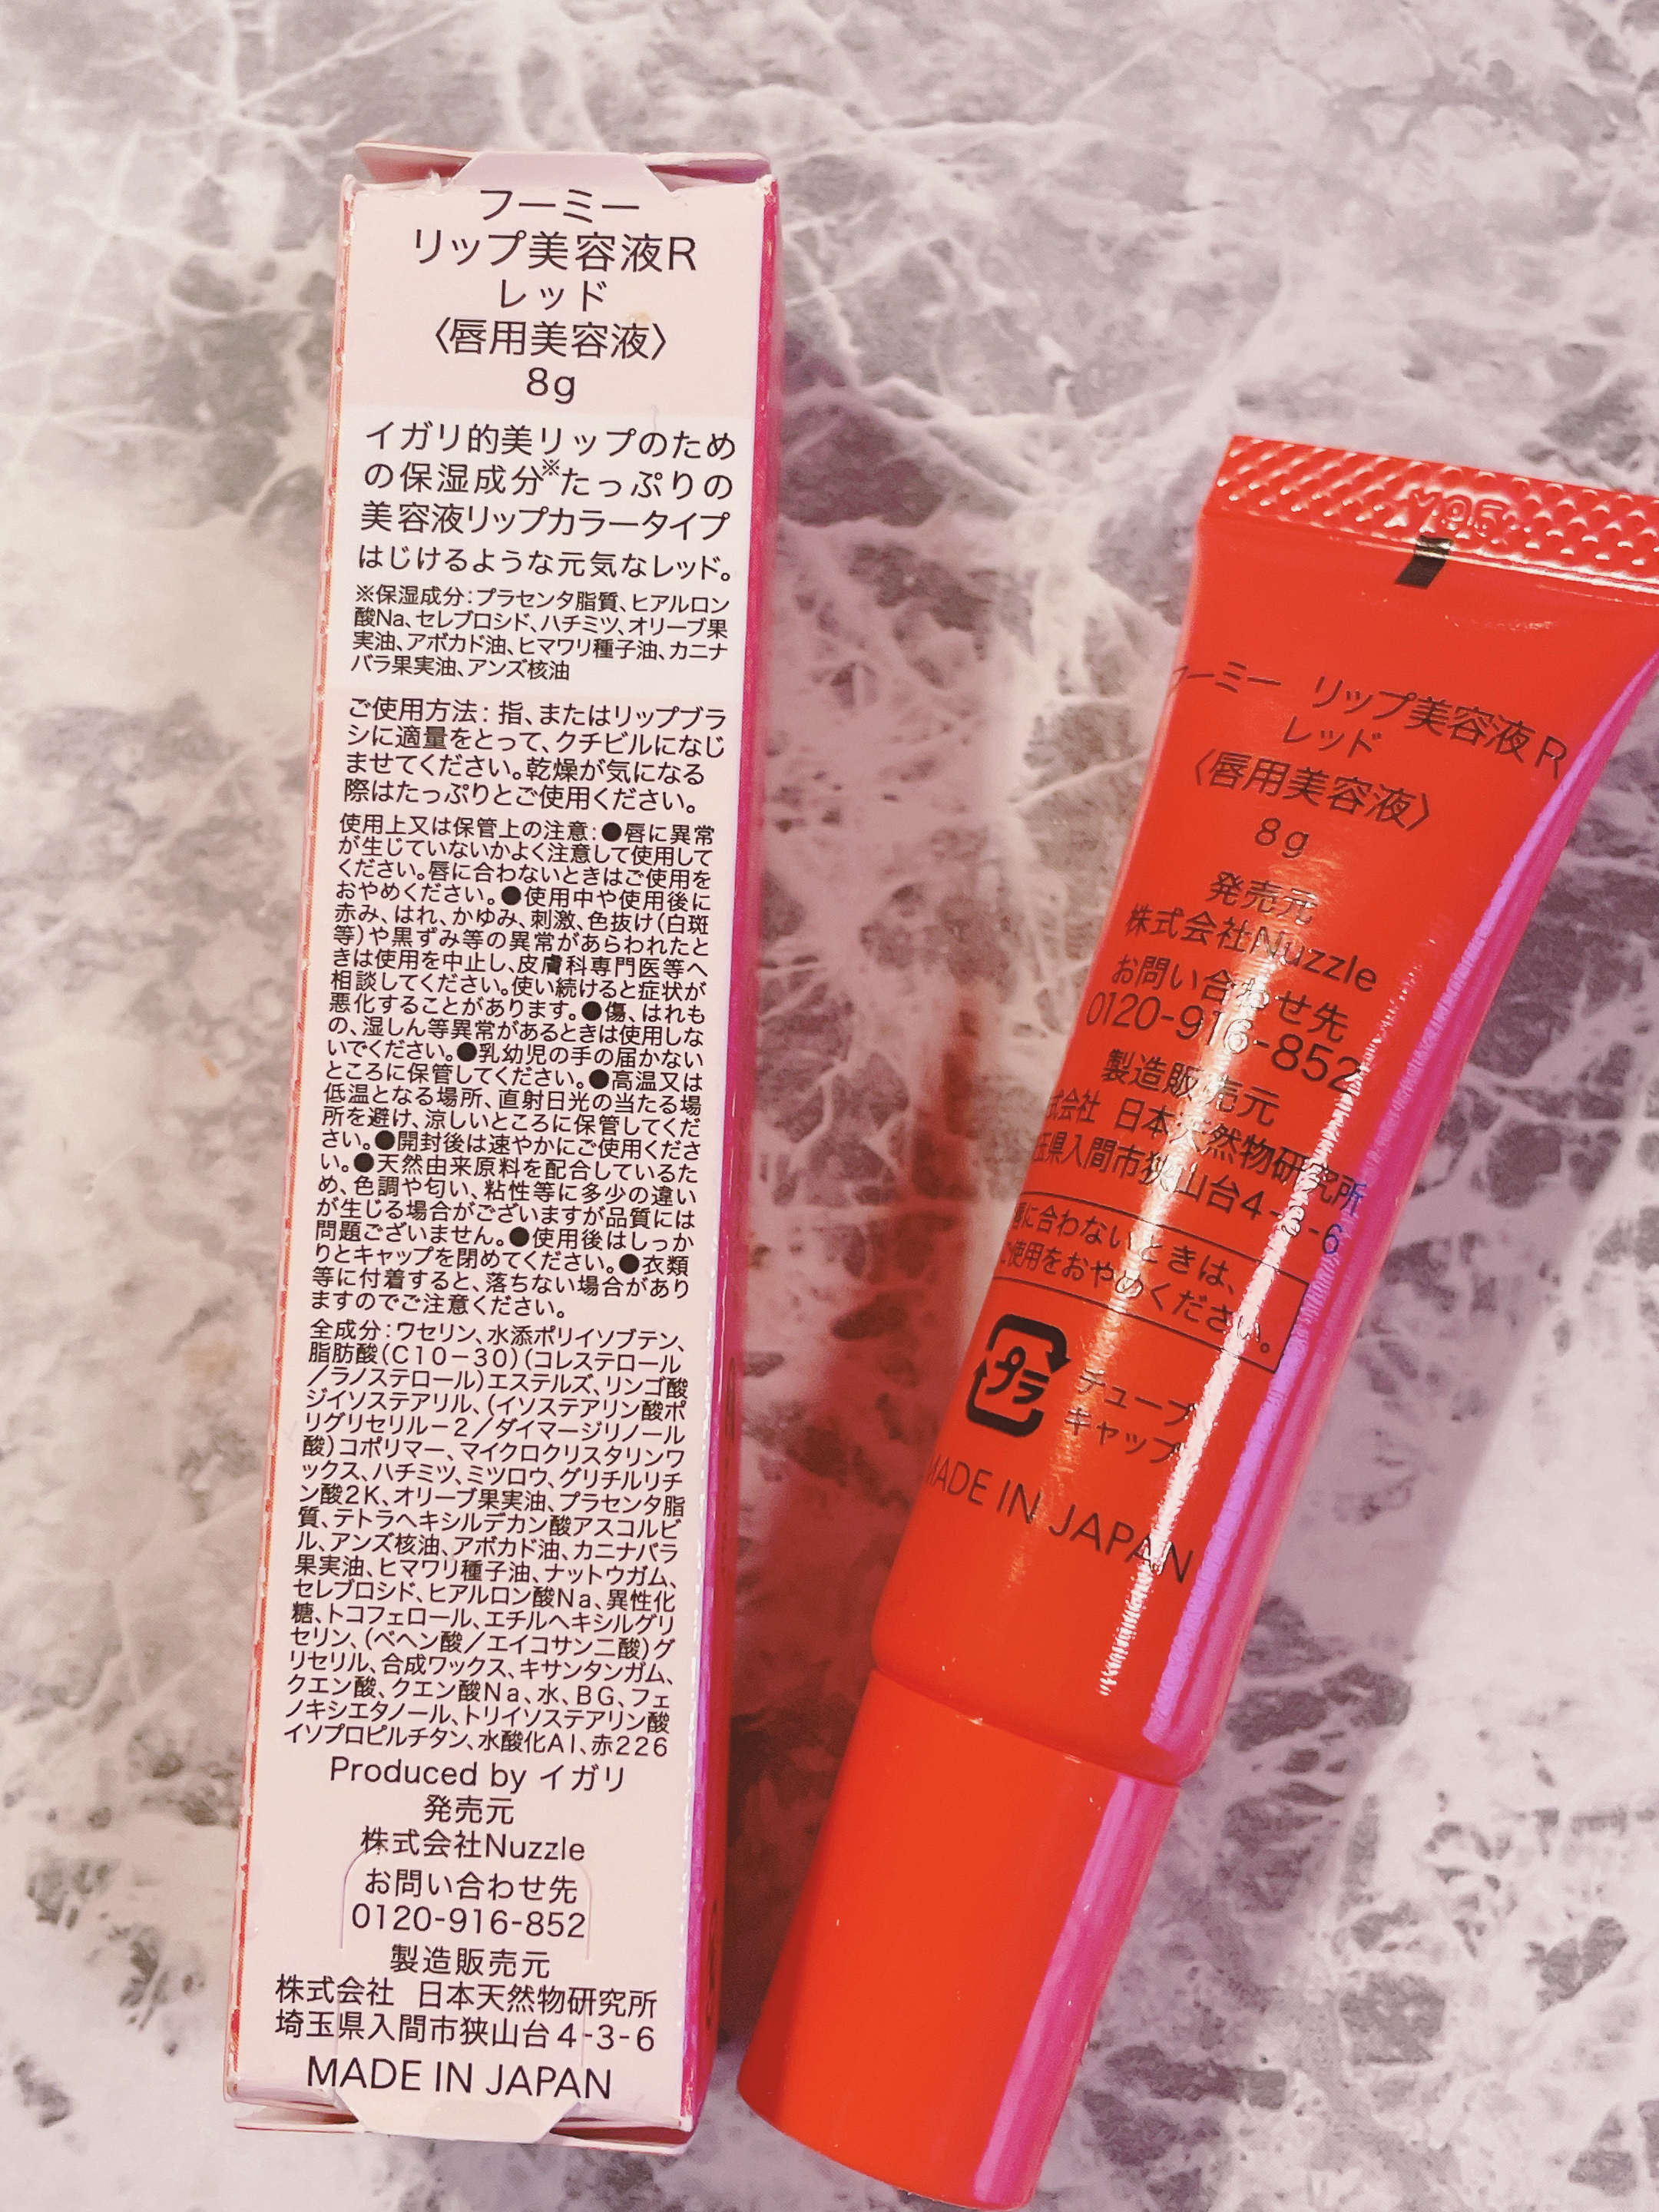 フーミー
リップ美容液R
レッド
〈唇用美容液〉
8g
イガリ的美リップのため
の保湿成分※たっぷりの
美容液リップカラータイプ
はじけるような元気なレッド。
※保湿成分：プラセンタ脂質、ヒアルロン
酸Na、セレブロシド、ハチミツ、オリーブ果
実油、アボカド油、ヒマワリ種子油、カニナ
バラ果実油、アンズ核油
ご使用方法：指、またはリップブラ
シに適量をとって、クチビルになじ
ませてください。乾燥が気になる
際はたっぷりとご使用ください。
使用上又は保管上の注意：●唇に異常
が生じていないかよく注意して使用して
ください。唇に合わないときはご使用を
おやめください。●使用中や使用後に
赤み、はれ、かゆみ、刺激、色抜け（白斑
等）や黒ずみ等の異常があらわれたと
きは使用を中止し、皮膚科専門医等へ
相談してください。使い続けると症状が
悪化することがあります。●傷、はれも
の、湿しん等異常があるときは使用しな
いでください。●乳幼児の手の届かない
ところに保管してください。●高温又は
低温となる場所、直射日光の当たる場
所を避け、涼しいところに保管してくだ
さい。●開封後は速やかにご使用くださ
い。●天然由来原料を配合しているた
め、色調や匂い、粘性等に多少の違い
が生じる場合がございますが品質には
問題ございません。●使用後はしっか
りとキャップを閉めてください。●衣類
等に付着すると、落ちない場合があり
ますのでご注意ください。
全成分：ワセリン、水添ポリイソブテン、
脂肪酸（C10－30）（コレステロール
／ラノステロール）エステルズ、リンゴ酸
ジイソステアリル、（イソステアリン酸ポ
リグリセリル－2／ダイマージリノール
酸）コポリマー、マイクロクリスタリンワ
ックス、ハチミツ、ミツロウ、グリチルリチ
ン酸2K、オリーブ果実油、プラセンタ脂
質、テトラヘキシルデカン酸アスコルビ
ル、アンズ核油、アボカド油、カニナバラ
果実油、ヒマワリ種子油、ナットウガム、
セレブロシド、ヒアルロン酸Na、異性化
糖、トコフェロール、エチルヘキシルグリ
セリン、（ベヘン酸／エイコサン二酸）グ
リセリル、合成ワックス、キサンタンガム、
クエン酸、クエン酸Na、水、BG、フェ
ノキシエタノール、トリイソステアリン酸
イソプロピルチタン、水酸化Al、赤226
Produced by イガリ
発売元
株式会社Nuzzle
お問い合わせ先
0120-916-852
製造販売元
株式会社 日本天然物研究所
埼玉県入間市狭山台4-3-6
MADE IN JAPAN
ーミー リップ美容液R
レッド
〈唇用美容液〉
8g
発売元
株式会社Nuzzle
お問い合わせ先
0120-916-852
製造販売元
式会社 日本天然物研究所
玉県入間市狭山台4-3-6
唇に合わないときは、
ご使用をおやめください。
プラ
チューブ
キャップ
MADE IN JAPAN